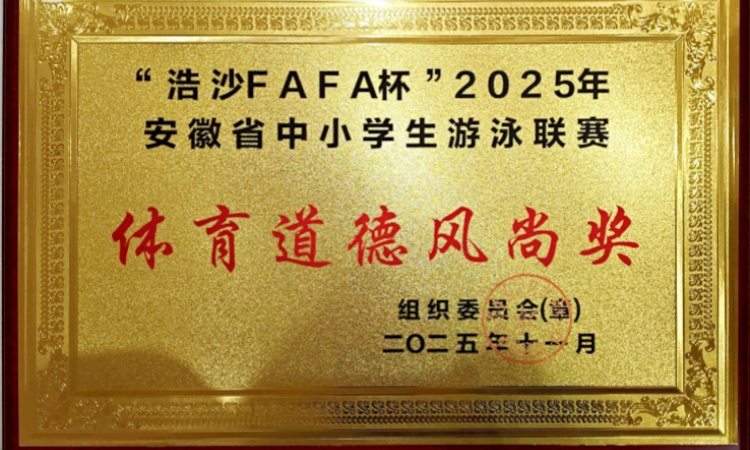 “浩沙FAFA杯”2025年
安徽省中小学生游泳联赛
体育道德风尚奖
组织委员会(章)
二〇二五年十一月